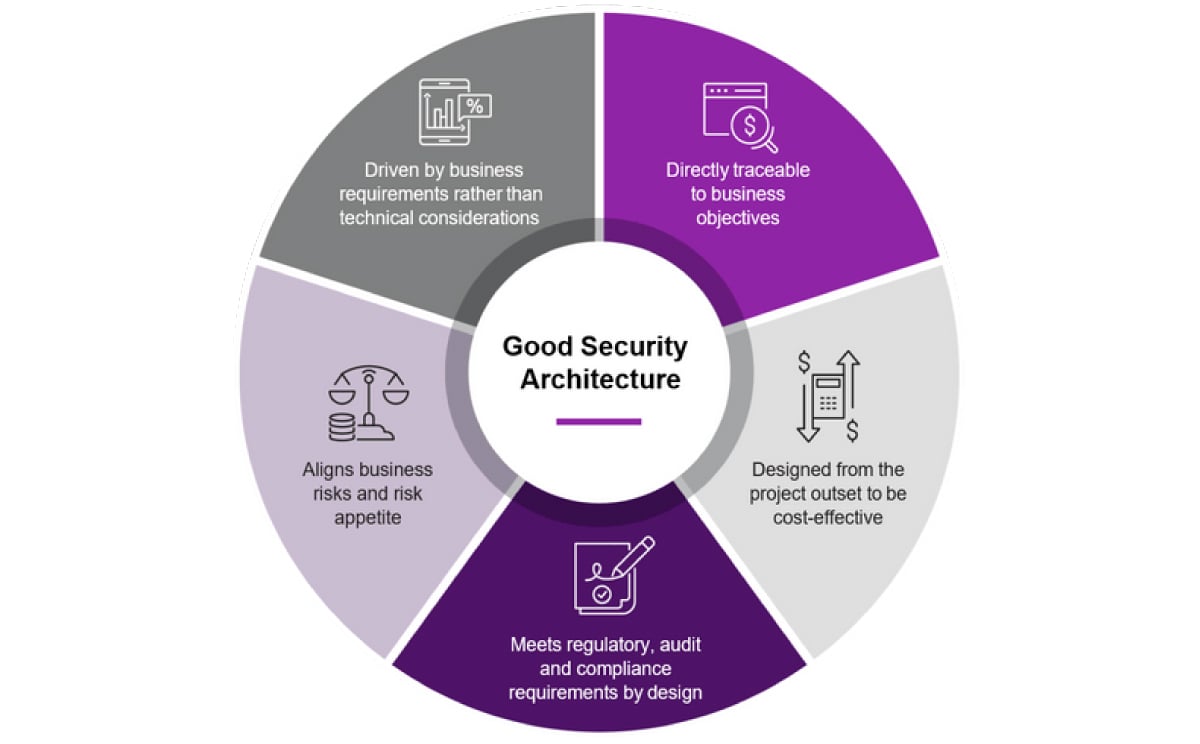 %
Driven by business
requirements rather than
technical considerations
$
Directly traceable
to business
objectives
Good Security
Architecture
$
$
Aligns business
risks and risk
appetite
Designed from the
project outset to be
cost-effective
Meets regulatory, audit
and compliance
requirements by design